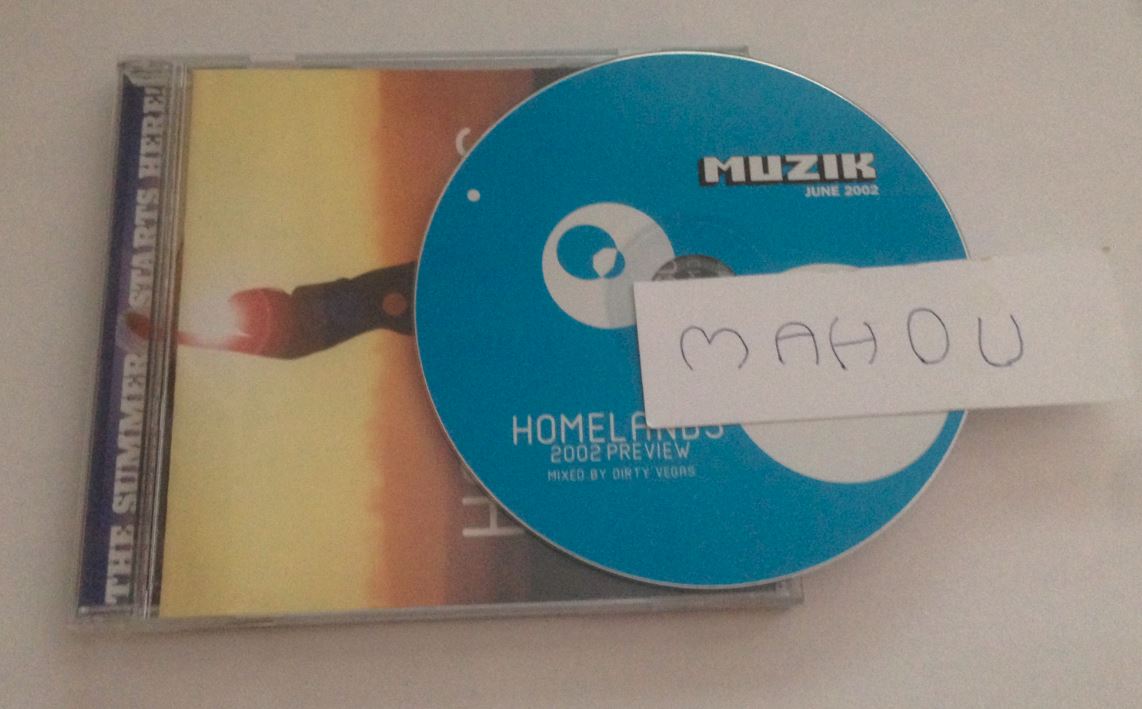 THE SUMMER STARTS HERE!
MUZIK
JUNE 2002
MAHOU
HOMELANDS
2002 PREVIEW
MIXED BY DIRTY VEGAS